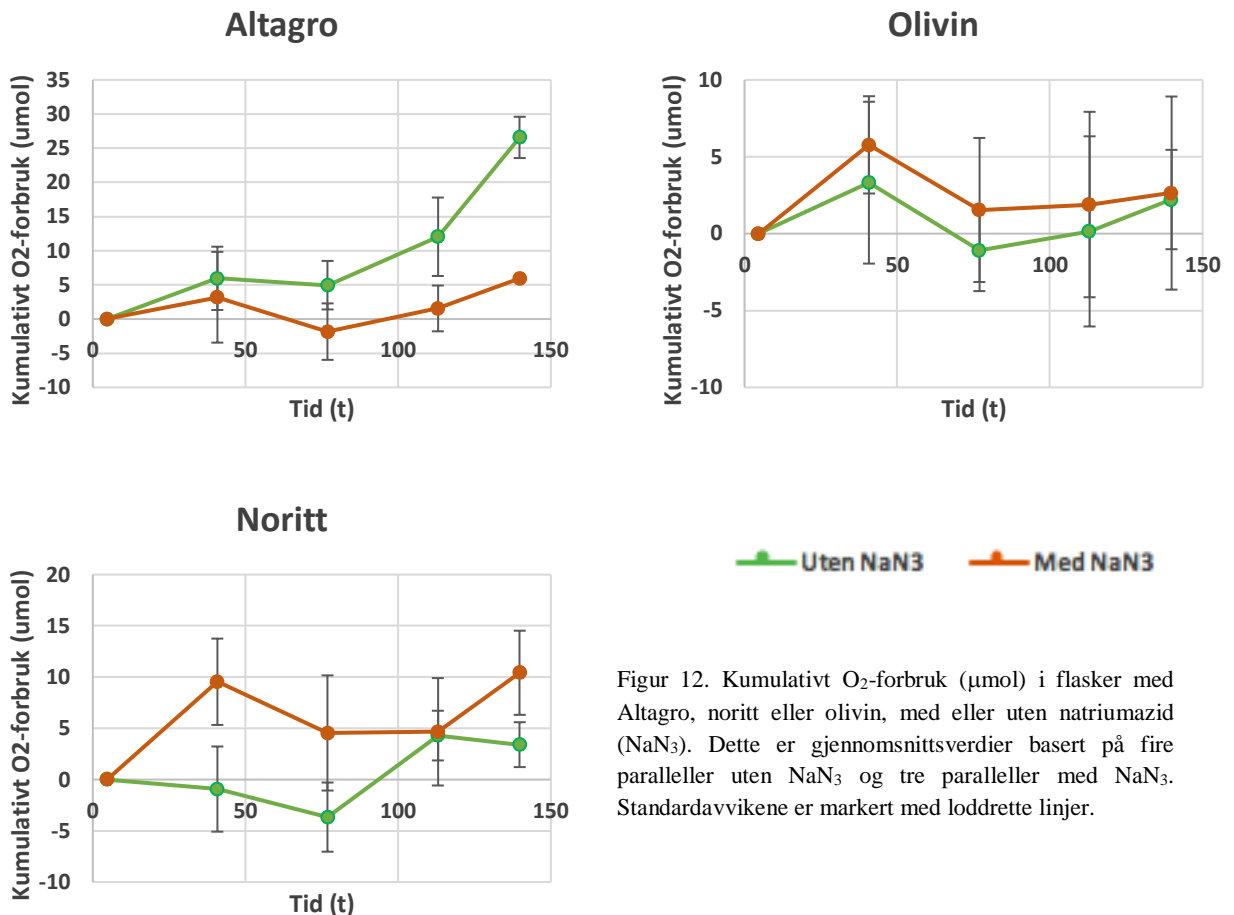 Altagro
Kumulativt O2-forbruk (umol)
35
30
25
20
15
10
5
0
-5
-10
0
50
100
150
Tid (t)
Olivin
Kumulativt O2-forbruk (umol)
10
5
0
-5
-10
0
50
100
150
Tid (t)
Noritt
Kumulativt O2-forbruk (umol)
20
15
10
5
0
-5
-10
0
50
100
150
Tid (t)
Uten NaN3
Med NaN3
Figur 12. Kumulativt O₂-forbruk (μmol) i flasker med
Altagro, noritt eller olivin, med eller uten natriumazid
(NaN₃). Dette er gjennomsnittsverdier basert på fire
paralleller uten NaN₃ og tre paralleller med NaN₃.
Standardavvikene er markert med loddrette linjer.